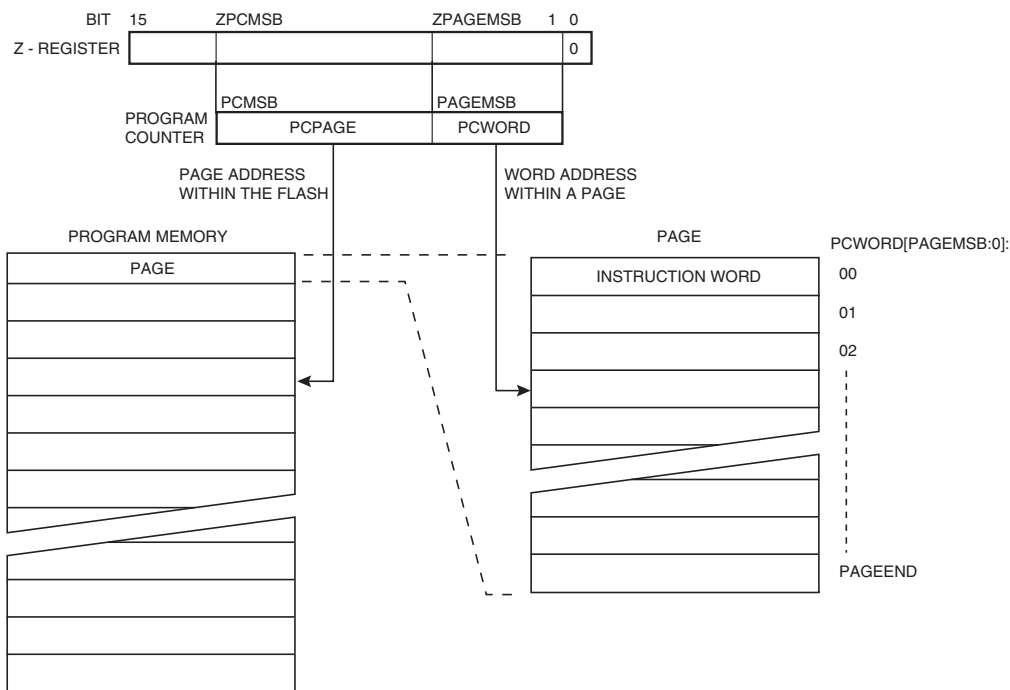 BIT 15 ZPCMSB ZPAGEMSB 1 0
Z - REGISTER 0
PCMSB PAGEMSB
PROGRAM
COUNTER
PCPAGE PCWORD
PAGE ADDRESS
WITHIN THE FLASH
WORD ADDRESS
WITHIN A PAGE
PROGRAM MEMORY
PAGE
PAGE
PCWORD[PAGEMSB:0]:
INSTRUCTION WORD
00
01
02
PAGEEND